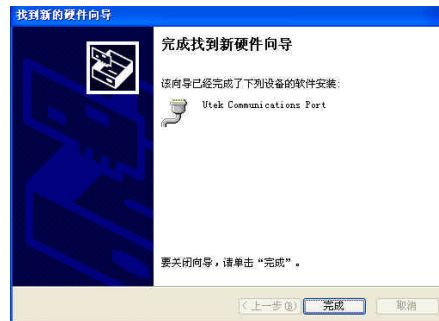 找到新的硬件向导
完成找到新硬件向导
该向导已经完成了下列设备的软件安装:
Utek Communications Port
要关闭向导，请单击“完成”。
<上一步(B) 完成 取消